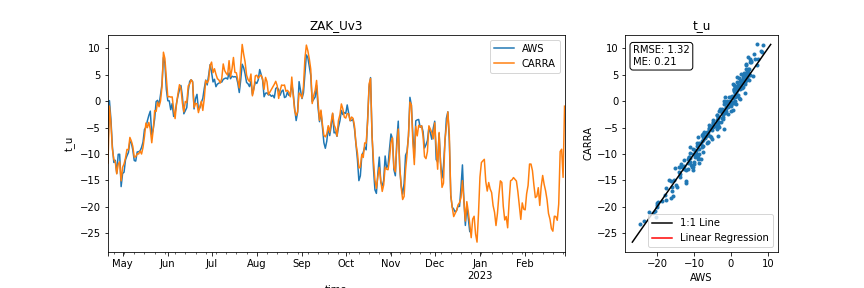 ZAK_Uv3
t_u
10
5
0
−5
−10
−15
−20
−25
t_u
AWS
CARRA
May
Jun
Jul
Aug
Sep
Oct
Nov
Dec
Jan
2023
Feb
time
RMSE: 1.32
ME: 0.21
10
5
0
−5
−10
−15
−20
−25
CARRA
1:1 Line
Linear Regression
−20
−10
0
10
AWS